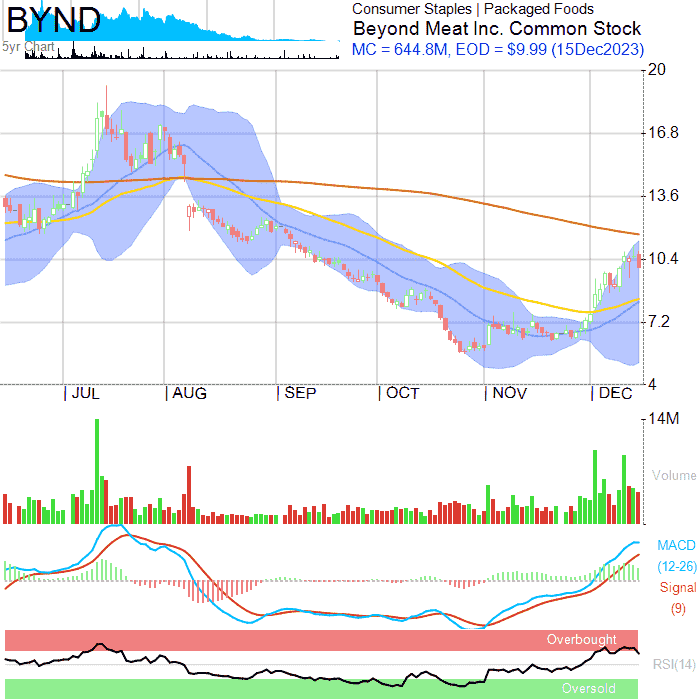 BYND
5yr Chart
Consumer Staples | Packaged Foods
Beyond Meat Inc. Common Stock
MC = 644.8M, EOD = $9.99 (15Dec2023)
20
16.8
13.6
10.4
7.2
4
JUL AUG SEP OCT NOV DEC
14M
Volume
MACD
(12-26)
Signal
(9)
Overbought
RSI(14)
Oversold